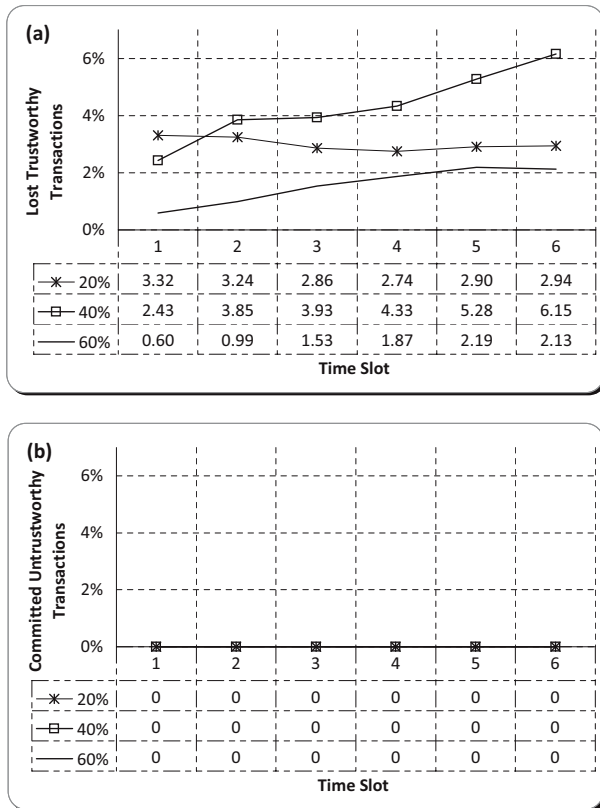 (a)
Lost Trustworthy
Transactions
6%
4%
2%
0%
1 2 3 4 5 6
20% 3.32 3.24 2.86 2.74 2.90 2.94
40% 2.43 3.85 3.93 4.33 5.28 6.15
60% 0.60 0.99 1.53 1.87 2.19 2.13
Time Slot
(b)
Committed Untrustworthy
Transactions
6%
4%
2%
0%
1 2 3 4 5 6
20% 0 0 0 0 0 0
40% 0 0 0 0 0 0
60% 0 0 0 0 0 0
Time Slot